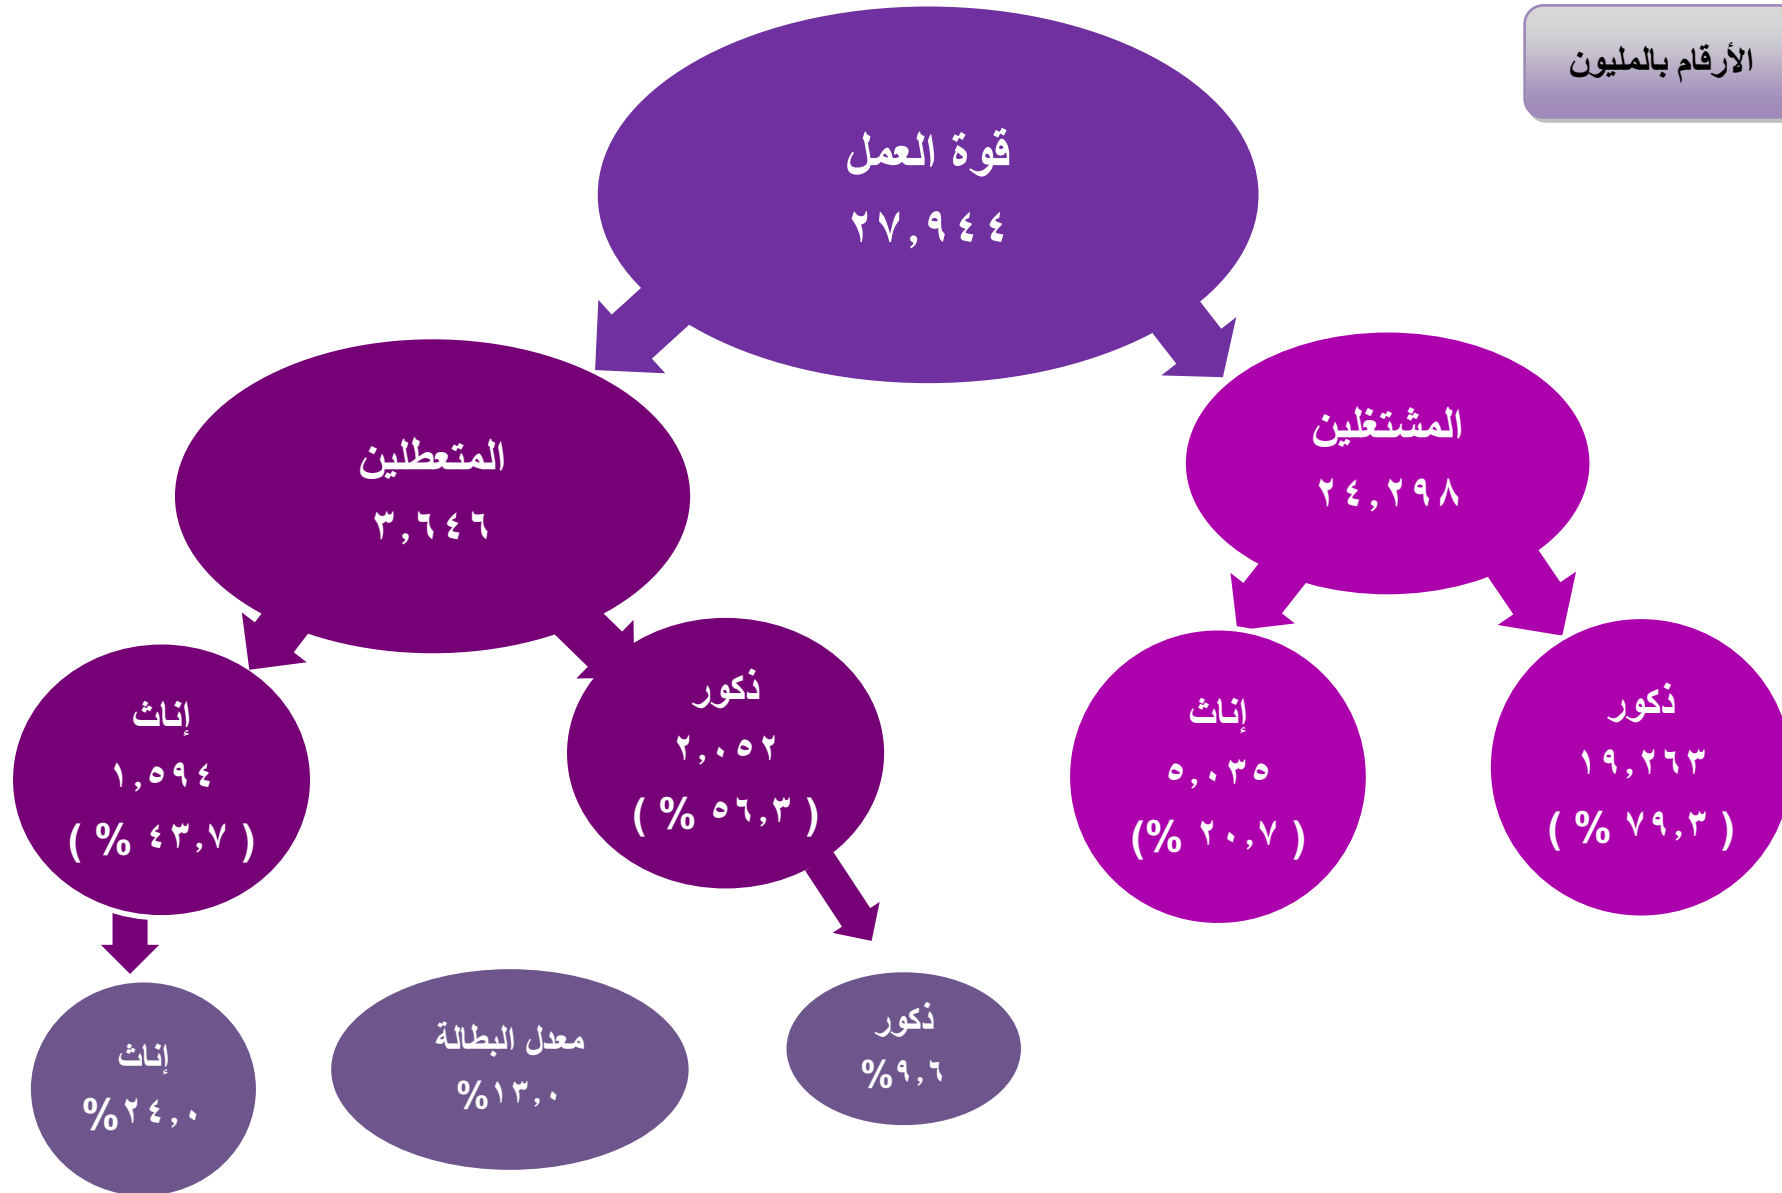 الأرقام بالمليون
قوة العمل
٢٧,٩٤٤
المشتغلين
٢٤,٢٩٨
المتعطلين
٣,٦٤٦
ذكور
١٩,٢٦٣
( ٧٩,٣ % )
إناث
٥,٠٣٥
( ٢٠,٧ %)
ذكور
٢,٠٥٢
( ٥٦,٣ % )
إناث
١,٥٩٤
( ٤٣,٧ % )
ذكور
٩,٦%
معدل البطالة
١٣,٠%
إناث
٢٤,٠%